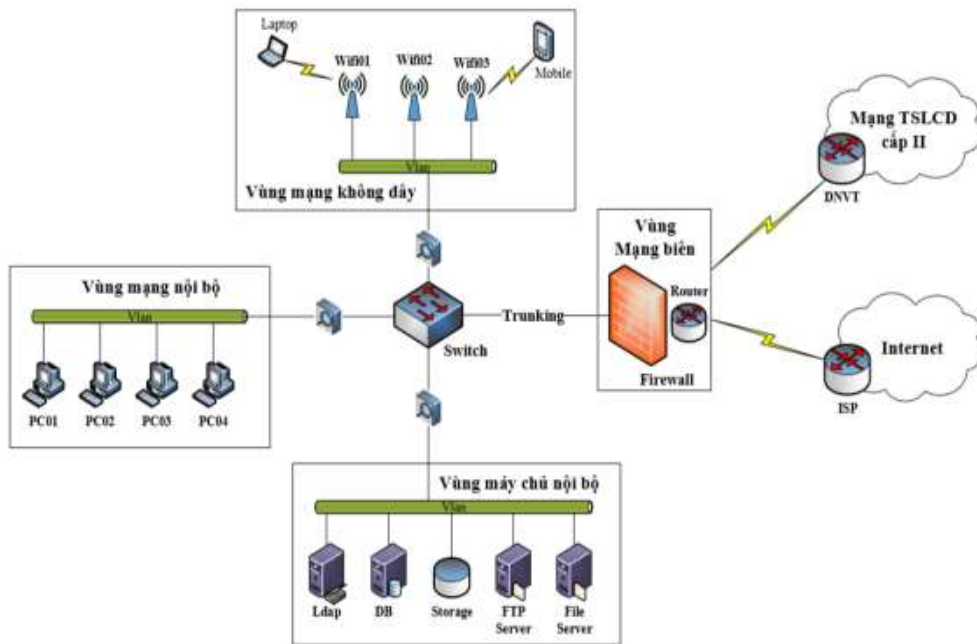 Laptop
Wifi01
Wifi02
Wifi03
Mobile
Vlan
Vùng mạng không dây
Mạng TSLCD
cấp II
DNVT
Vùng
Mạng biên
Router
Firewall
Trunking
Switch
Internet
ISP
Vùng mạng nội bộ
Vlan
PC01
PC02
PC03
PC04
Vùng máy chủ nội bộ
Vlan
Ldap
DB
Storage
FTP
Server
File
Server